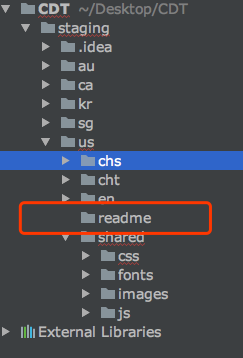 CDT ~/Desktop/CDT
staging
.idea
au
ca
kr
sg
us
chs
cht
en
readme
shared
css
fonts
images
js
External Libraries